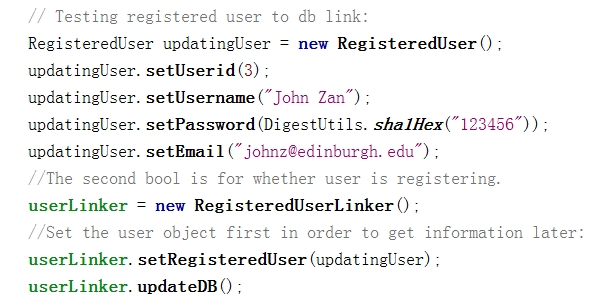 // Testing registered user to db link:
RegisteredUser updatingUser = new RegisteredUser();
updatingUser.setUserid(3);
updatingUser.setUsername("John Zan");
updatingUser.setPassword(DigestUtils.sha1Hex("123456"));
updatingUser.setEmail("johnz@edinburgh.edu");
//The second bool is for whether user is registering.
userLinker = new RegisteredUserLinker();
//Set the user object first in order to get information later:
userLinker.setRegisteredUser(updatingUser);
userLinker.updateDB();